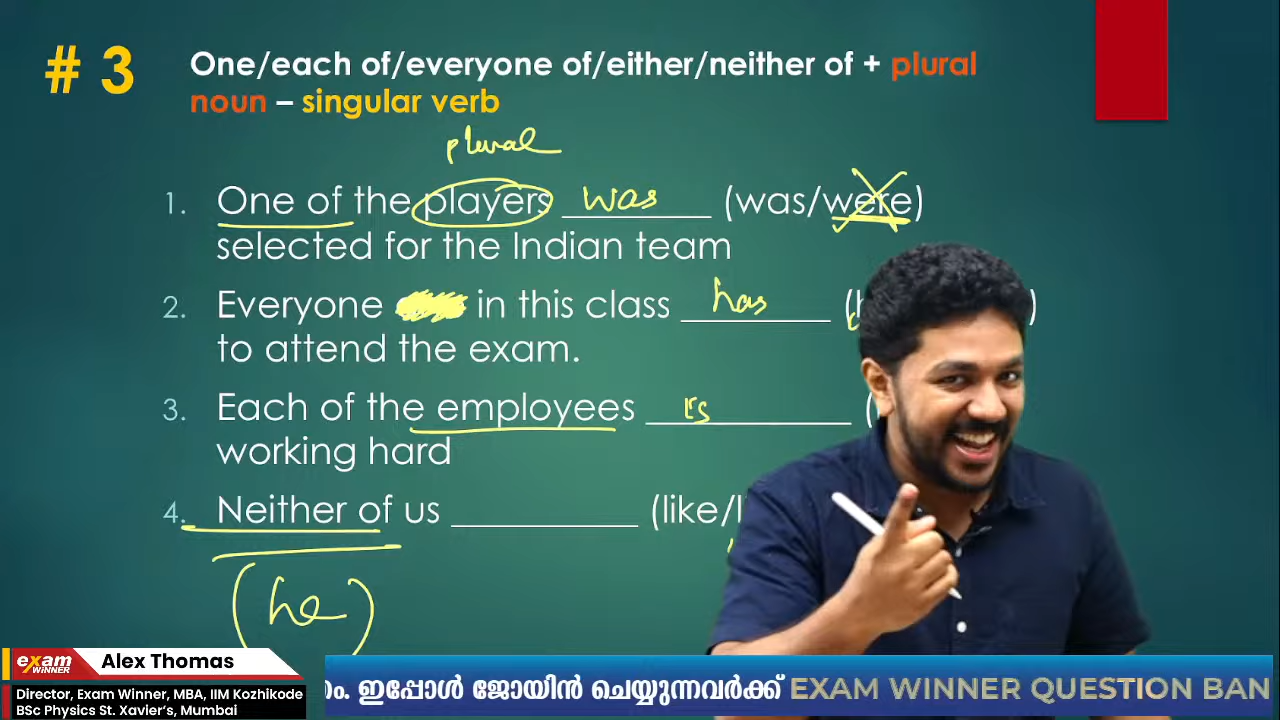 # 3
One/each of/everyone of/either/neither of + plural
noun – singular verb
plural
1. One of the players was (was/were)
selected for the Indian team
2. Everyone in this class has (h )
to attend the exam.
3. Each of the employees is (
working hard
4. Neither of us __________ (like/l
(he)
exam WINNER
Alex Thomas
Director, Exam Winner, MBA, IIM Kozhikode
BSc Physics St. Xavier's, Mumbai
ഇപ്പോൾ ജോയിൻ ചെയ്യുന്നവർക്ക് EXAM WINNER QUESTION BAN